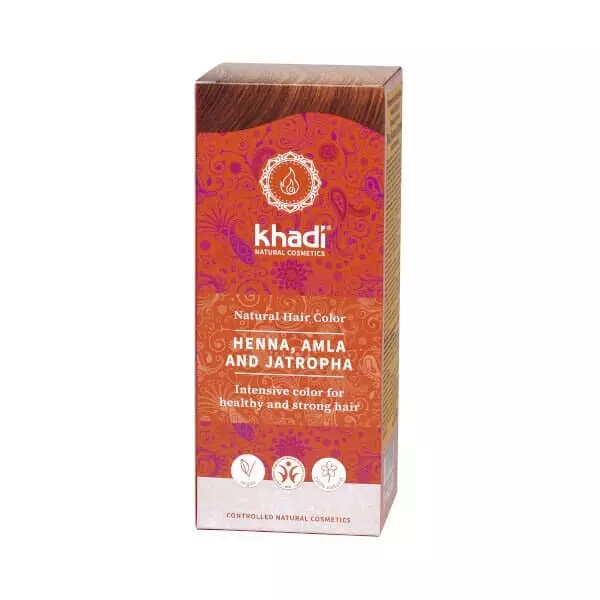 khadi®
NATURAL COSMETICS
Natural Hair Color
HENNA, AMLA
AND JATROPHA
Intensive color for
healthy and strong hair
CONTROLLED NATURAL COSMETICS